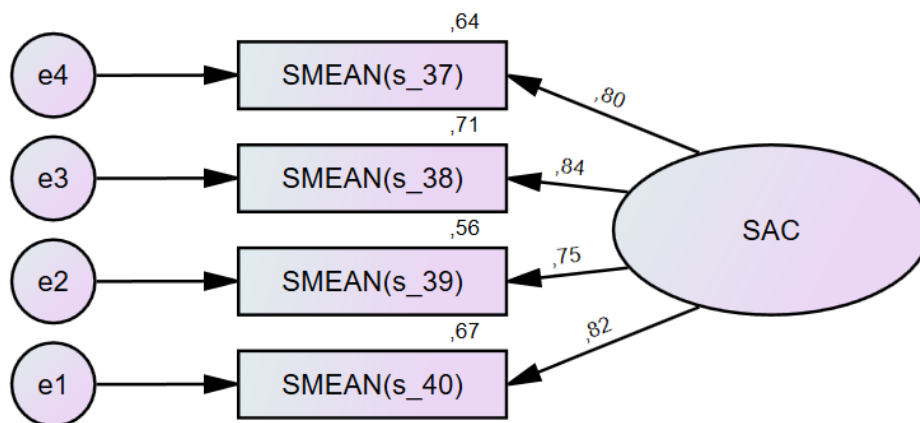 ,64
e4 SMEAN(s_37) ,80
,71
e3 SMEAN(s_38) ,84
SAC
,56
e2 SMEAN(s_39) ,75
,67
e1 SMEAN(s_40) ,82